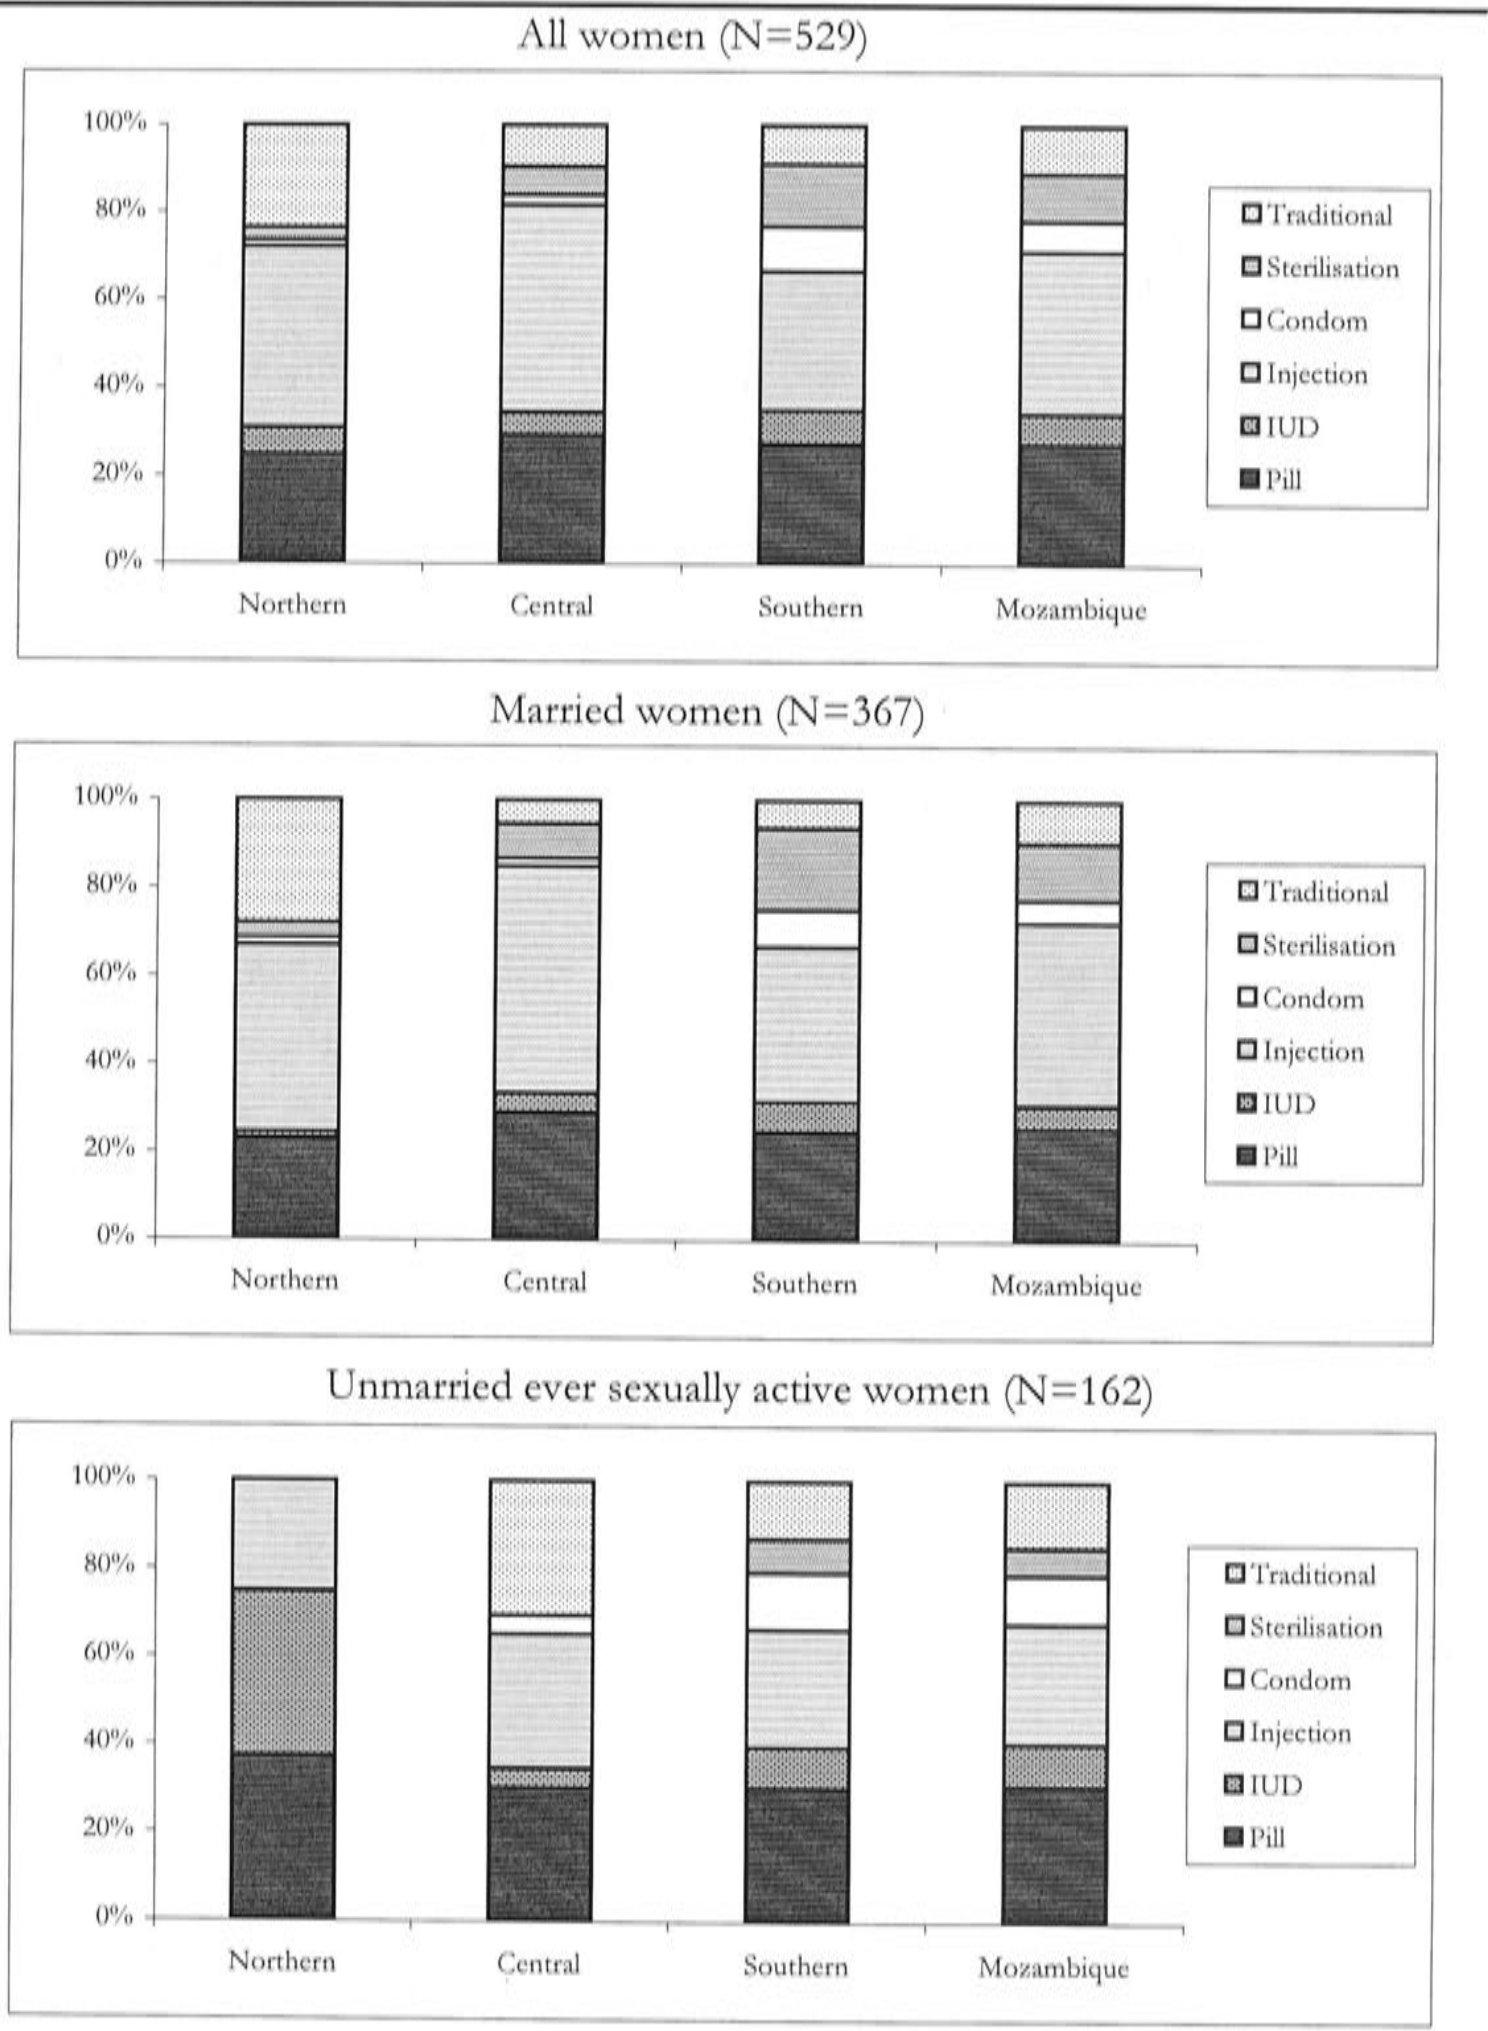 All women (N=529)
100%
80%
60%
40%
20%
0%
Northern
Central
Southern
Mozambique
Traditional
Sterilisation
Condom
Injection
IUD
Pill
Married women (N=367)
100%
80%
60%
40%
20%
0%
Northern
Central
Southern
Mozambique
Traditional
Sterilisation
Condom
Injection
IUD
Pill
Unmarried ever sexually active women (N=162)
100%
80%
60%
40%
20%
0%
Northern
Central
Southern
Mozambique
Traditional
Sterilisation
Condom
Injection
IUD
Pill